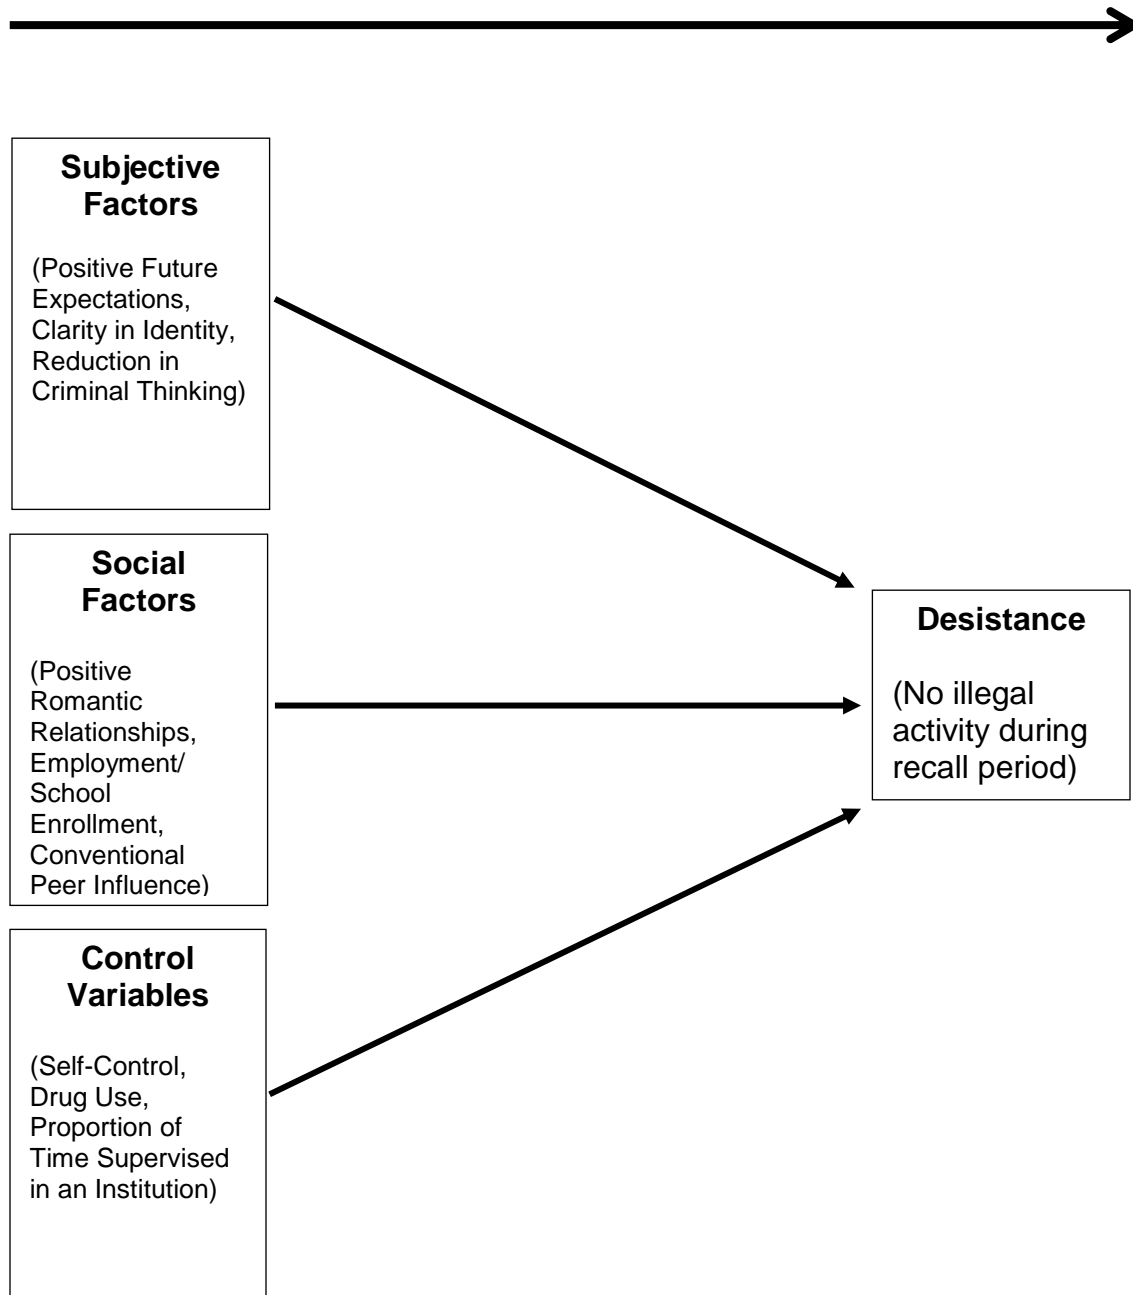 Subjective
Factors
(Positive Future
Expectations,
Clarity in Identity,
Reduction in
Criminal Thinking)
Social
Factors
(Positive
Romantic
Relationships,
Employment/
School
Enrollment,
Conventional
Peer Influence)
Control
Variables
(Self-Control,
Drug Use,
Proportion of
Time Supervised
in an Institution)
Desistance
(No illegal
activity during
recall period)